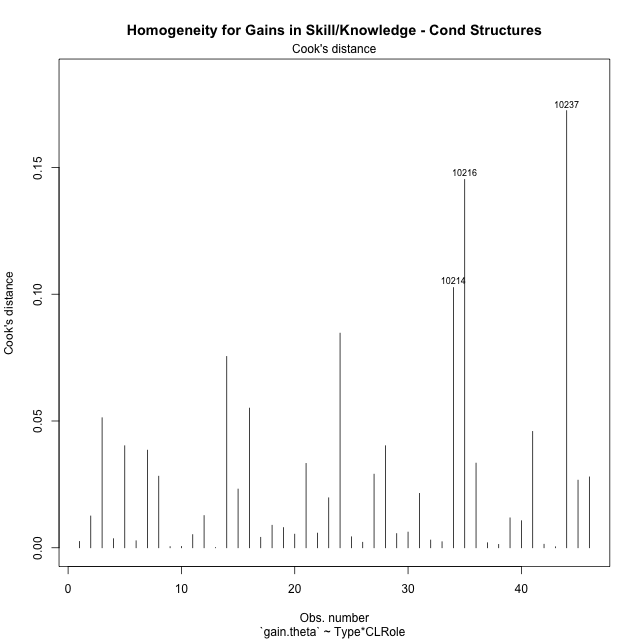 Homogeneity for Gains in Skill/Knowledge - Cond Structures
Cook's distance
10237
10216
10214
Cook's distance
0.15
0.10
0.05
0.00
0 10 20 30 40
Obs. number
`gain.theta` ~ Type*CLRole